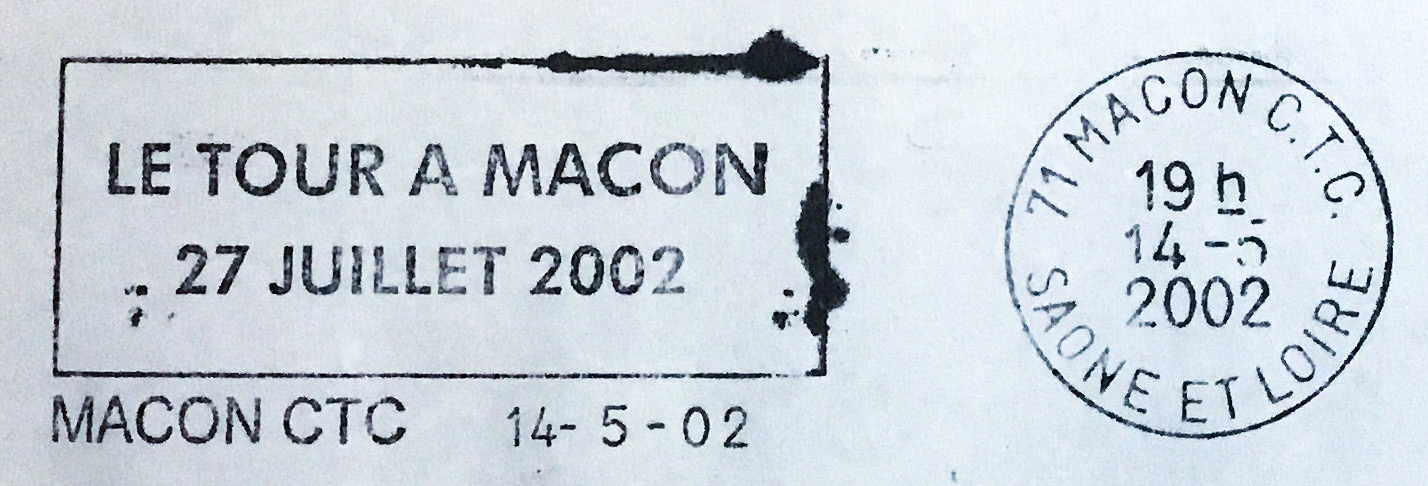 LE TOUR A MACON
27 JUILLET 2002
MACON CTC 14- 5 - 02
71 MACON C.T.C.
19 h
14 -5
2002
SAONE ET LOIRE